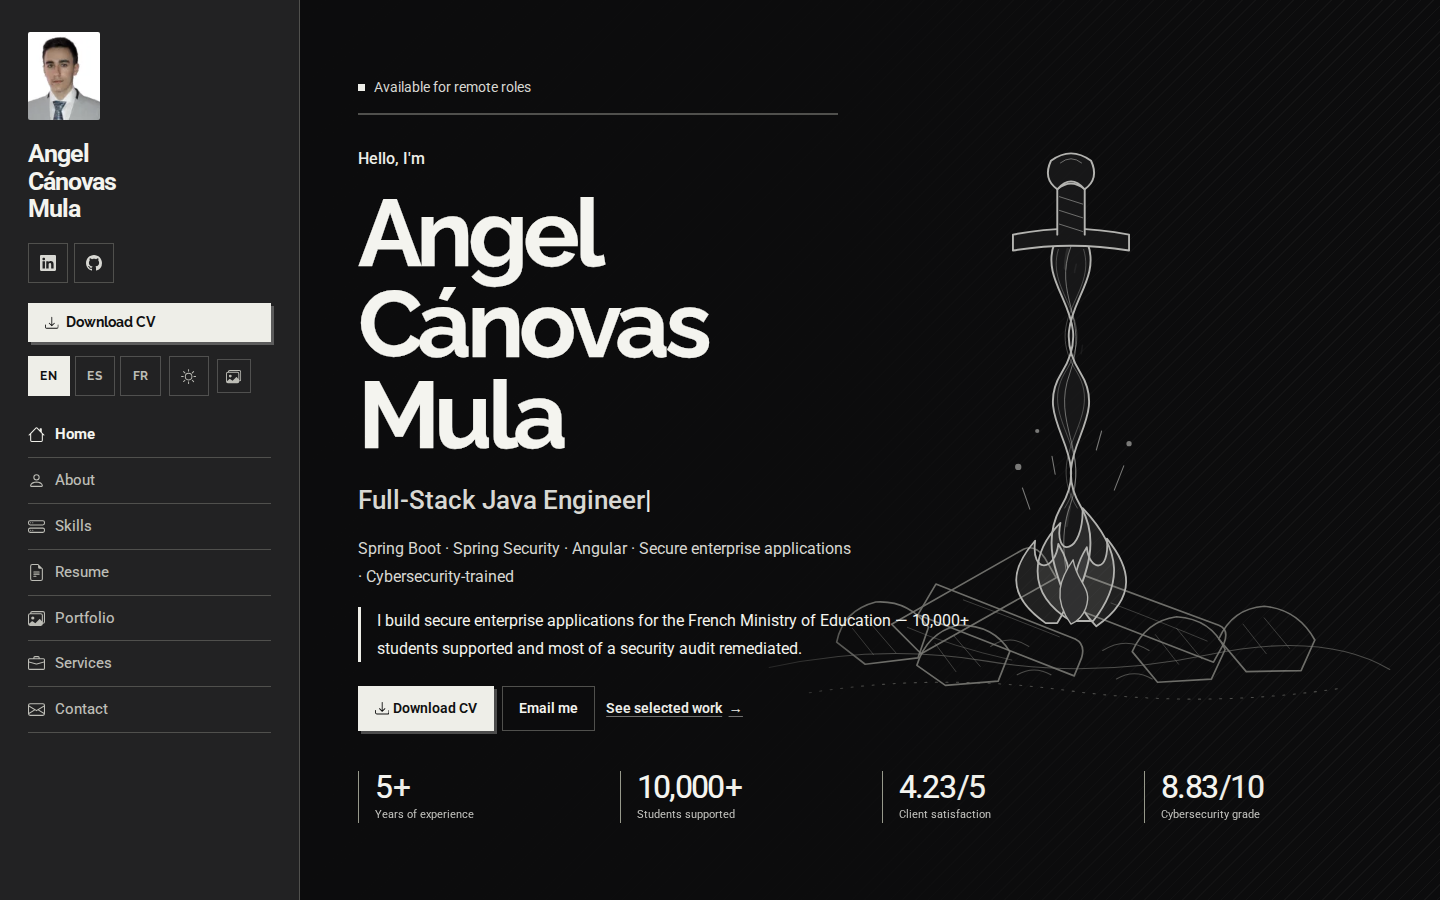 Angel
Cánovas
Mula
Download CV
EN ES FR
Home
About
Skills
Resume
Portfolio
Services
Contact
Available for remote roles
Hello, I'm
Angel
Cánovas
Mula
Full-Stack Java Engineer|
Spring Boot · Spring Security · Angular · Secure enterprise applications
· Cybersecurity-trained
I build secure enterprise applications for the French Ministry of Education — 10,000+
students supported and most of a security audit remediated.
Download CV Email me See selected work →
5+
Years of experience
10,000+
Students supported
4.23/5
Client satisfaction
8.83/10
Cybersecurity grade